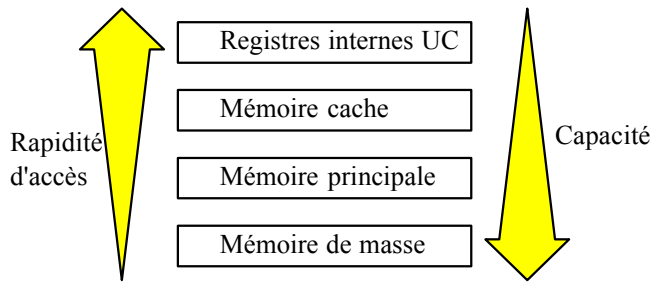 Registres internes UC
Mémoire cache
Rapidité
d'accès
Capacité
Mémoire principale
Mémoire de masse